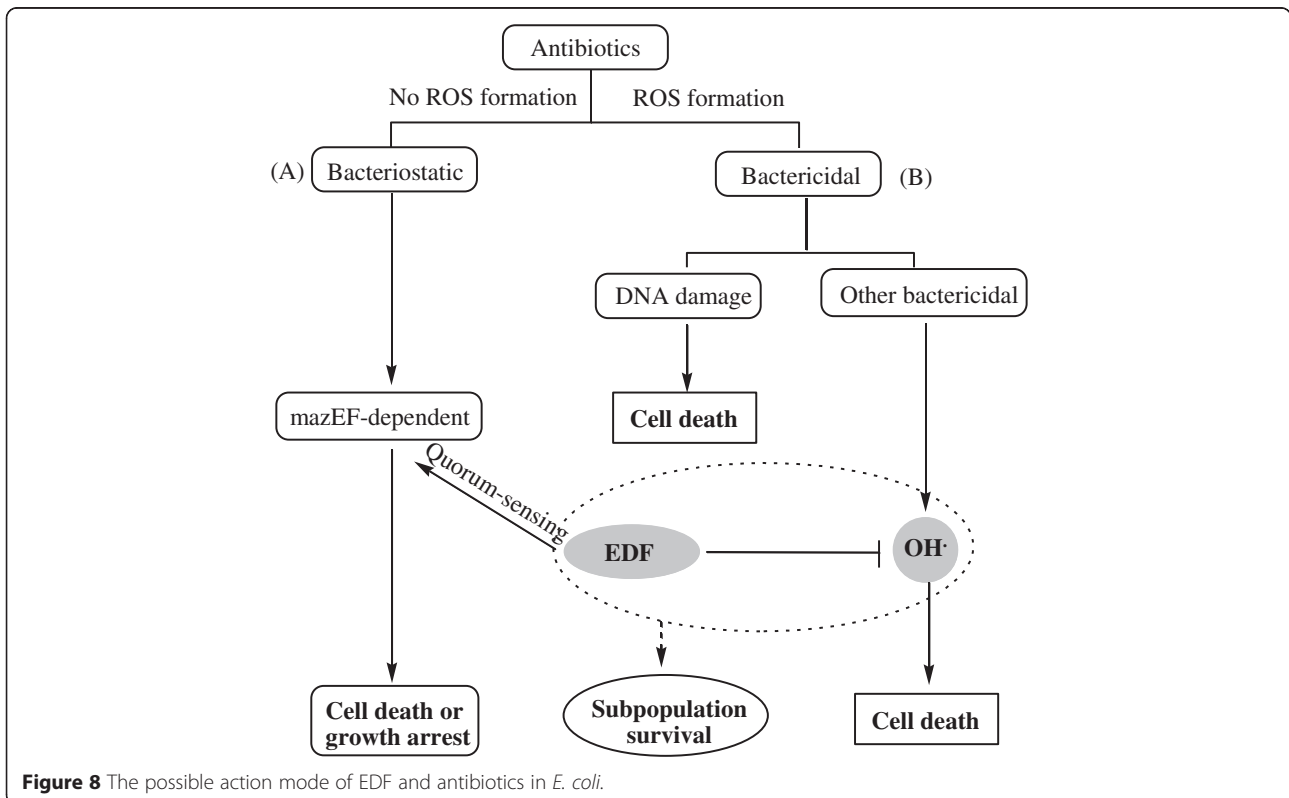 Antibiotics
No ROS formation
ROS formation
(A)
Bacteriostatic
Bactericidal
(B)
DNA damage
Other bactericidal
mazEF-dependent
Cell death
Quorum-sensing
EDF
OH·
Cell death or
growth arrest
Subpopulation
survival
Cell death
Figure 8 The possible action mode of EDF and antibiotics in E. coli.